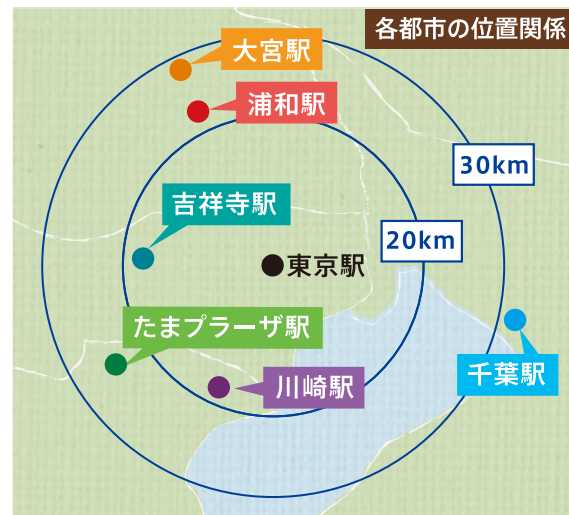 各都市の位置関係
大宮駅
浦和駅
30km
吉祥寺駅
20km
東京駅
たまプラーザ駅
千葉駅
川崎駅